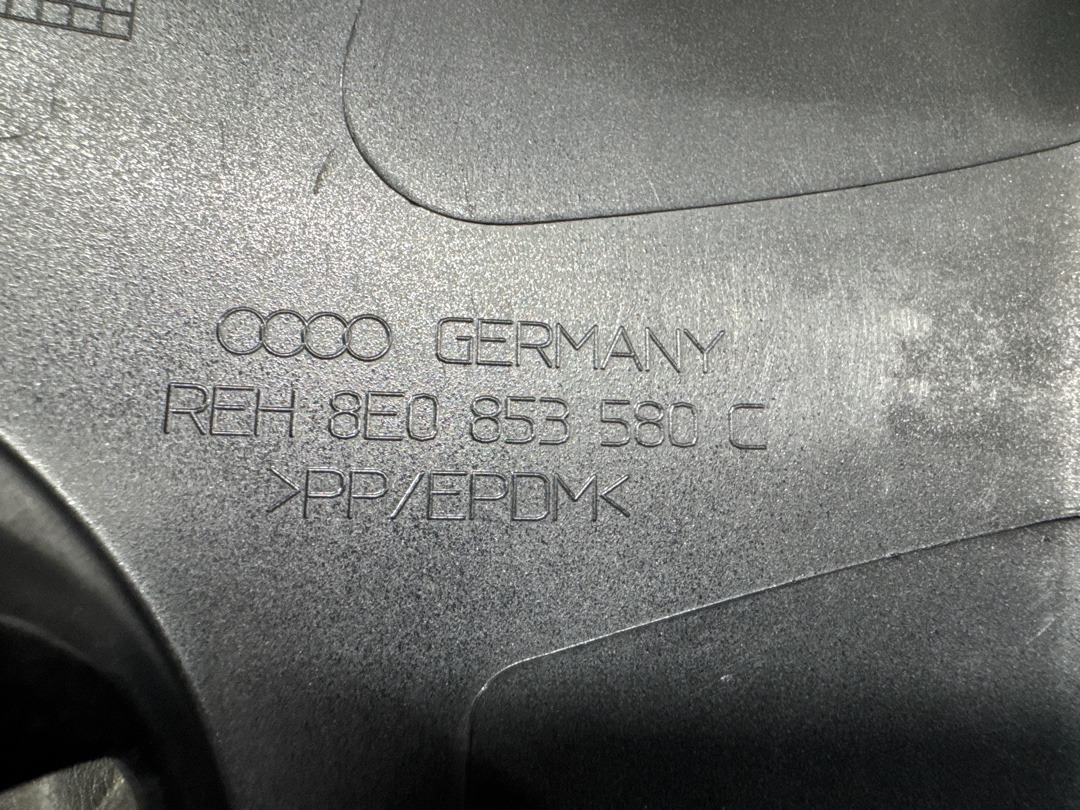 GERMANY
REH 8E0 853 580 C
>PP/EPDM<